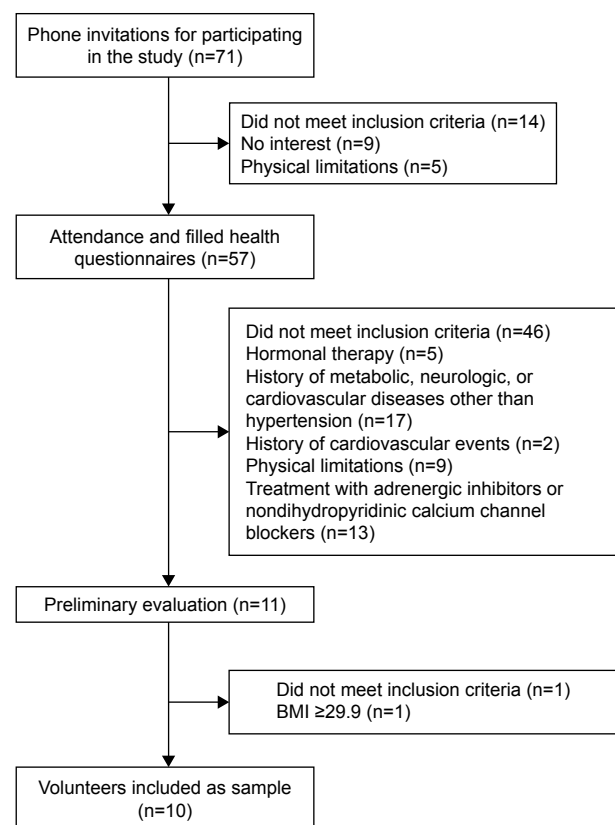 Phone invitations for participating
in the study (n=71)
Did not meet inclusion criteria (n=14)
No interest (n=9)
Physical limitations (n=5)
Attendance and filled health
questionnaires (n=57)
Did not meet inclusion criteria (n=46)
Hormonal therapy (n=5)
History of metabolic, neurologic, or
cardiovascular diseases other than
hypertension (n=17)
History of cardiovascular events (n=2)
Physical limitations (n=9)
Treatment with adrenergic inhibitors or
nondihydropyridinic calcium channel
blockers (n=13)
Preliminary evaluation (n=11)
Did not meet inclusion criteria (n=1)
BMI ≥29.9 (n=1)
Volunteers included as sample
(n=10)